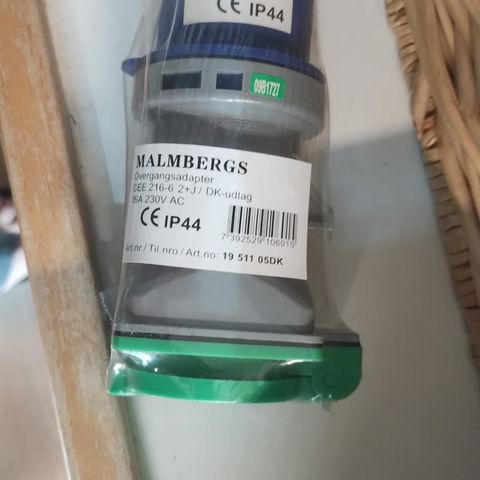 CE IP44
09B1727
MALMBERGS
Overgangsadapter
CEE 216-6 2+J / DK-udtag
16A 230V AC
CE IP44
7 392529 106015
Art.nr / Til.nro / Art.no: 19 511 05DK